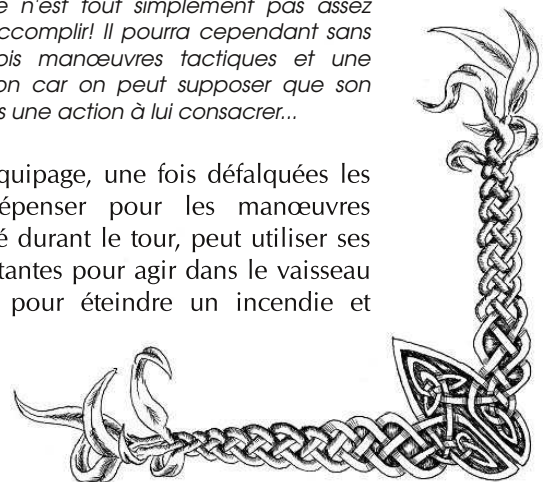 e n'est tout simplement pas assez
ccomplir! Il pourra cependant sans
ois manœuvres tactiques et une
on car on peut supposer que son
s une action à lui consacrer...
quipage, une fois défalquées les
épenser pour les manœuvres
é durant le tour, peut utiliser ses
tantes pour agir dans le vaisseau
pour éteindre un incendie et